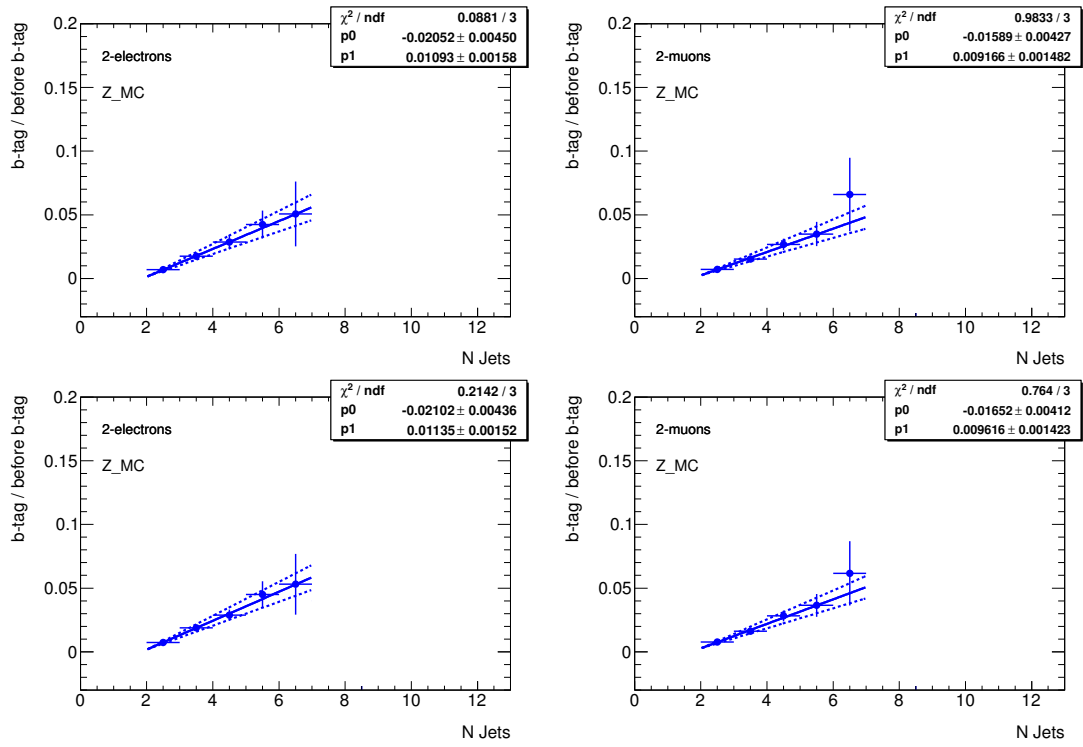 χ² / ndf 0.0881 / 3
p0 -0.02052 ± 0.00450
p1 0.01093 ± 0.00158
2-electrons
Z_MC
b-tag / before b-tag
0.2
0.15
0.1
0.05
0
0 2 4 6 8 10 12
N Jets
χ² / ndf 0.9833 / 3
p0 -0.01589 ± 0.00427
p1 0.009166 ± 0.001482
2-muons
Z_MC
b-tag / before b-tag
0.2
0.15
0.1
0.05
0
0 2 4 6 8 10 12
N Jets
χ² / ndf 0.2142 / 3
p0 -0.02102 ± 0.00436
p1 0.01135 ± 0.00152
2-electrons
Z_MC
b-tag / before b-tag
0.2
0.15
0.1
0.05
0
0 2 4 6 8 10 12
N Jets
χ² / ndf 0.764 / 3
p0 -0.01652 ± 0.00412
p1 0.009616 ± 0.001423
2-muons
Z_MC
b-tag / before b-tag
0.2
0.15
0.1
0.05
0
0 2 4 6 8 10 12
N Jets